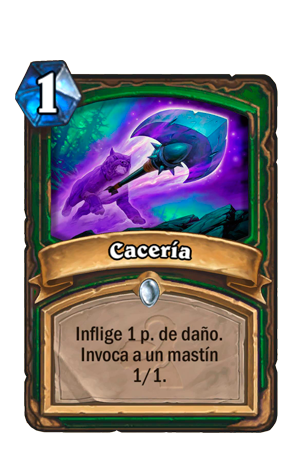 1
Cacería
Inflige 1 p. de daño.
Invoca a un mastín
1/1.